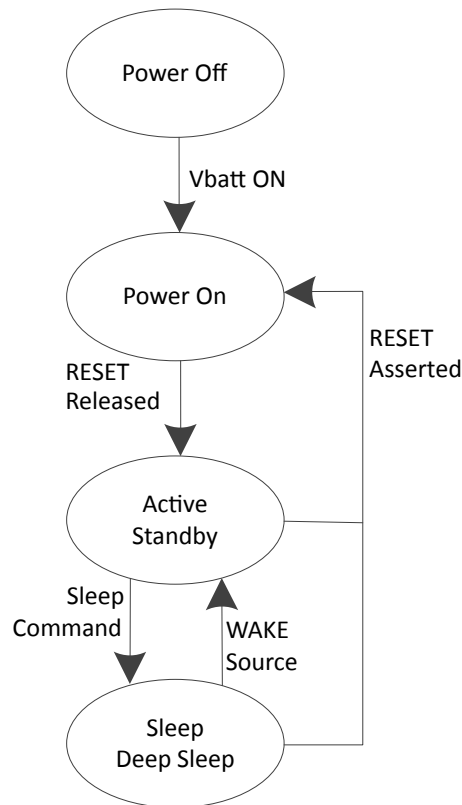 Power Off
Vbatt ON
Power On
RESET
Asserted
RESET
Released
Active
Standby
Sleep
Command
WAKE
Source
Sleep
Deep Sleep